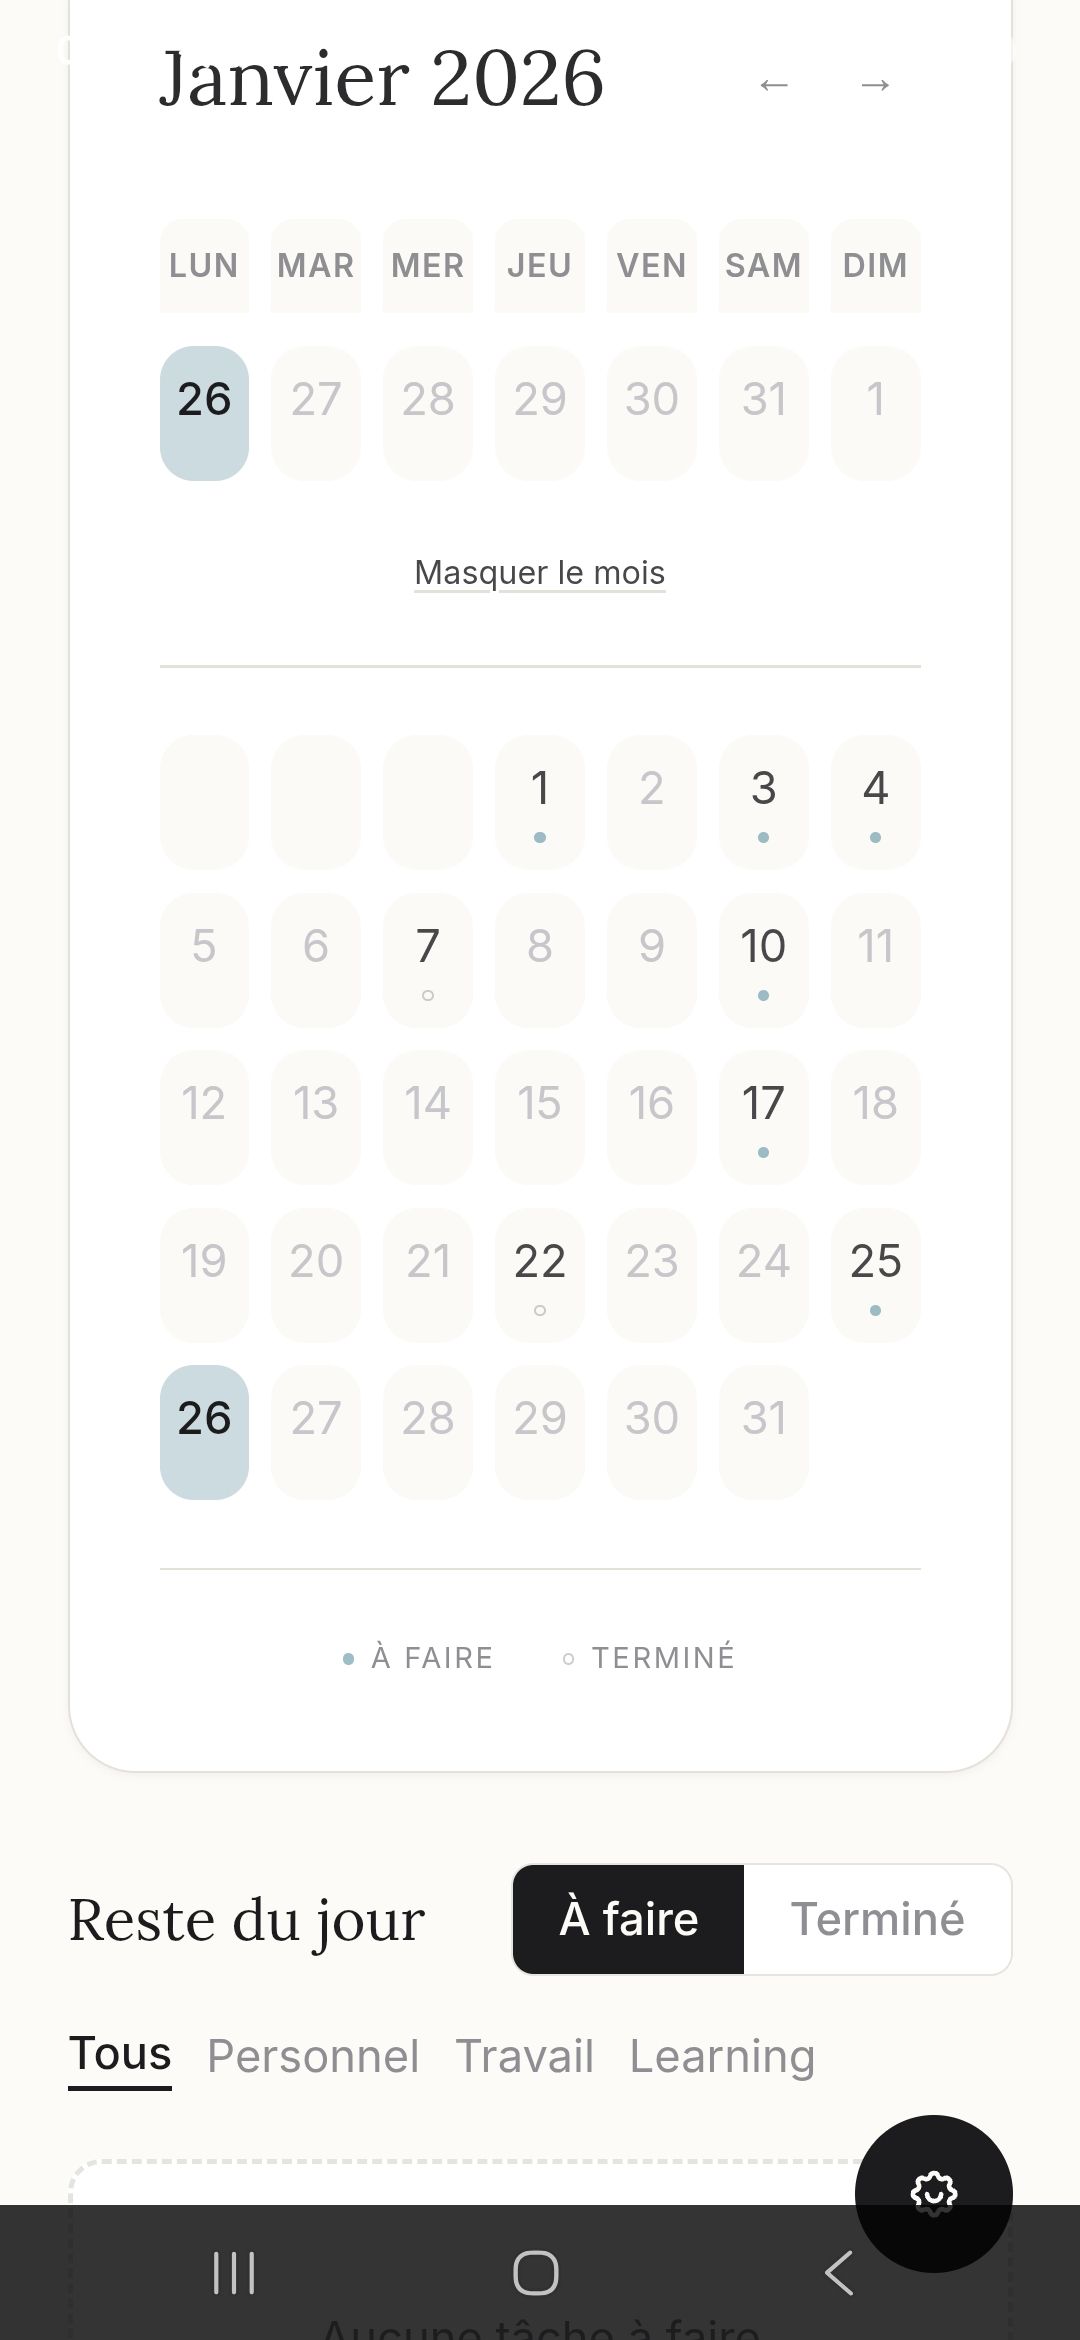 Janvier 2026 ← →
LUN MAR MER JEU VEN SAM DIM
26 27 28 29 30 31 1
Masquer le mois
1 2 3 4
5 6 7 8 9 10 11
12 13 14 15 16 17 18
19 20 21 22 23 24 25
26 27 28 29 30 31
À FAIRE TERMINÉ
Reste du jour À faire Terminé
Tous Personnel Travail Learning
Aucune tâche à faire